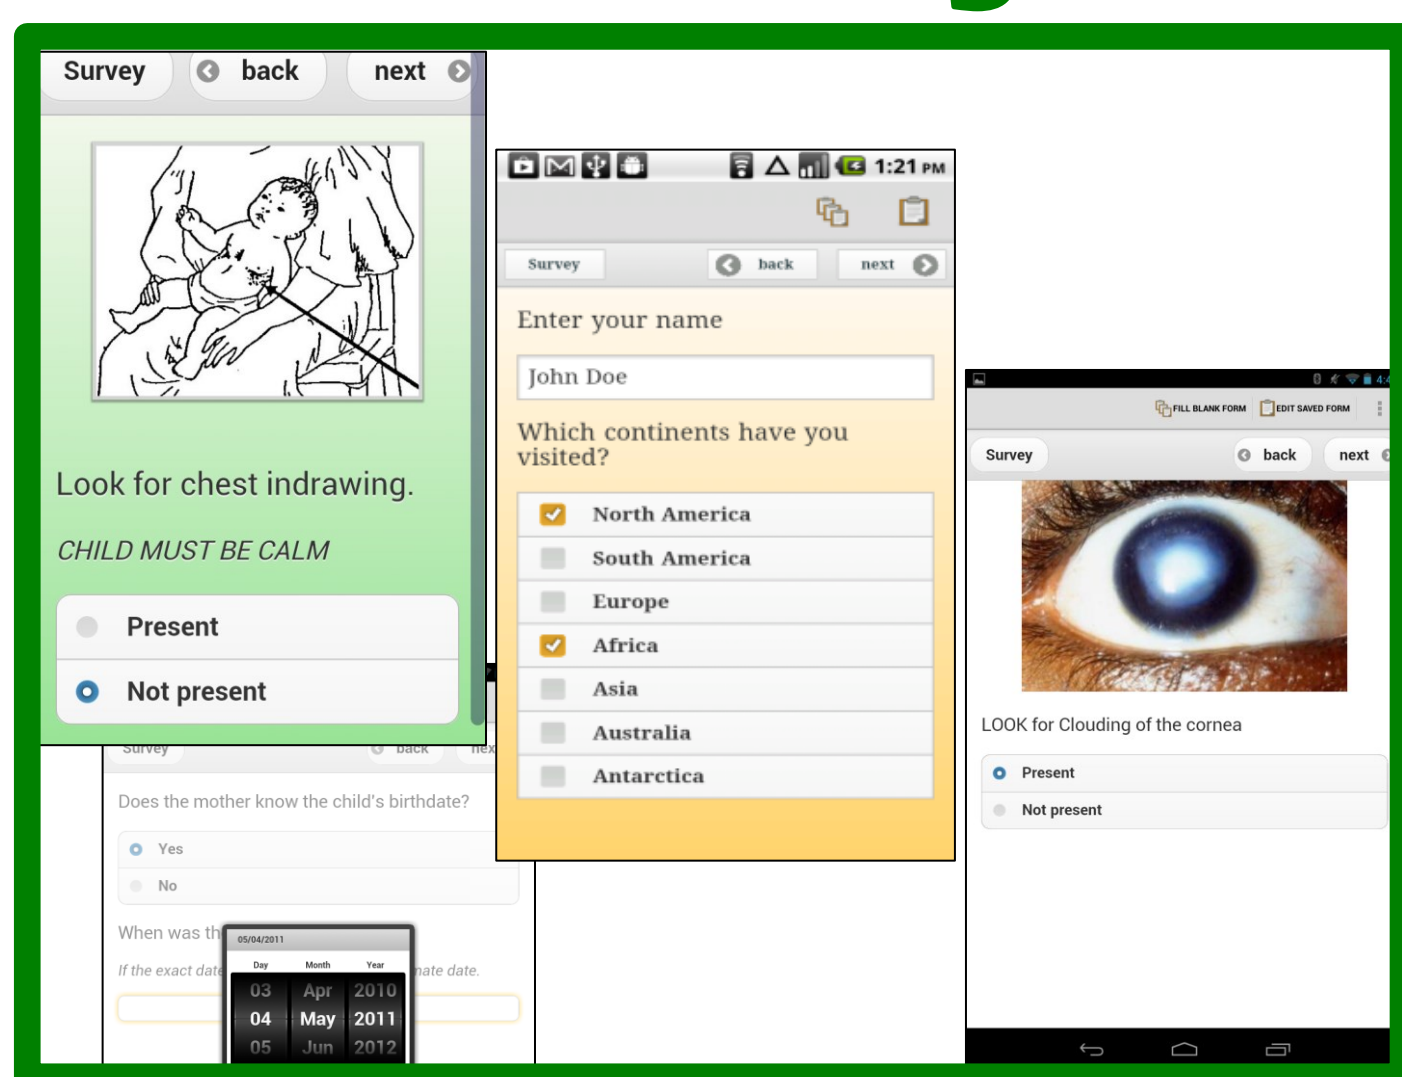 Survey
back
next
Look for chest indrawing.
CHILD MUST BE CALM
Present
Not present
1:21 PM
Survey
back
next
Enter your name
John Doe
Which continents have you
visited?
North America
South America
Europe
Africa
Asia
Australia
Antarctica
FILL BLANK FORM
EDIT SAVED FORM
Survey
back
next
LOOK for Clouding of the cornea
Present
Not present
Survey
back
Does the mother know the child's birthdate?
Yes
No
When was
05/04/2011
If the exact date
date.
Day Month Year
03 Apr 2010
04 May 2011
05 Jun 2012